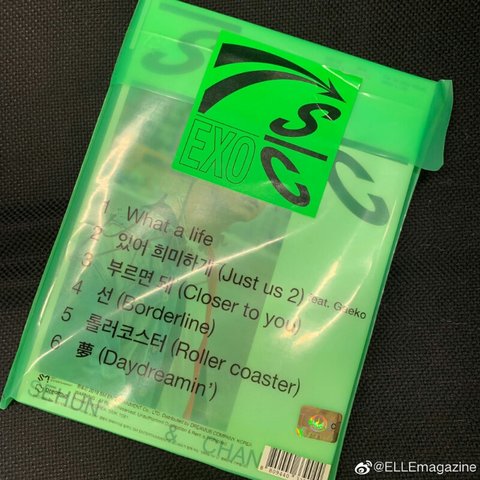 EXO
S/C
S/C
1 What a life
2 있어 희미하게 (Just us 2) feat. Gaeko
3 부르면 돼 (Closer to you)
4 선 (Borderline)
5 롤러코스터 (Roller coaster)
6 夢 (Daydreamin')
SEHUN
& CHAN
@ELLEmagazine